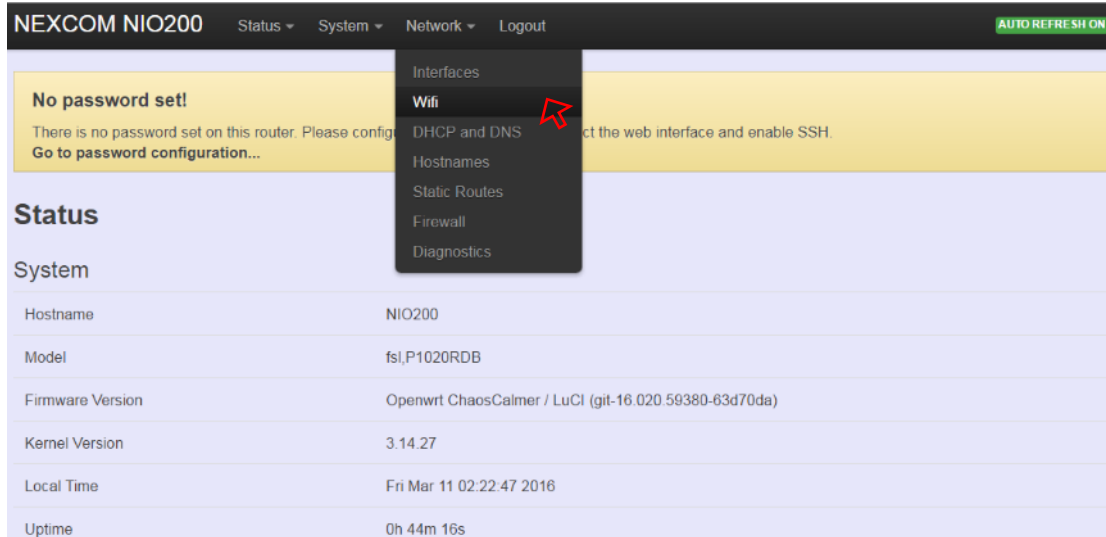 NEXCOM NIO200 Status System Network Logout AUTO REFRESH ON
Interfaces
Wifi
DHCP and DNS
Hostnames
Static Routes
Firewall
Diagnostics
No password set!
There is no password set on this router. Please config ct the web interface and enable SSH.
Go to password configuration...
Status
System
Hostname NIO200
Model fsl,P1020RDB
Firmware Version Openwrt ChaosCalmer / LuCI (git-16.020.59380-63d70da)
Kernel Version 3.14.27
Local Time Fri Mar 11 02:22:47 2016
Uptime 0h 44m 16s